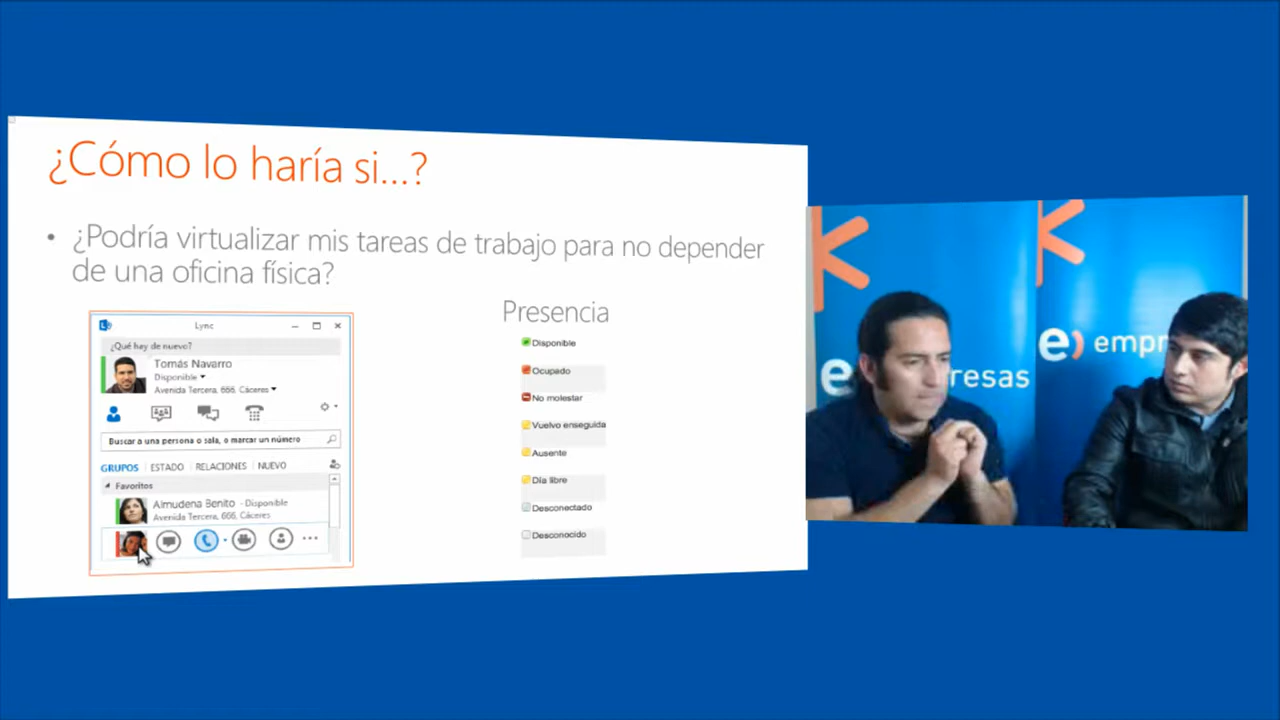 ¿Cómo lo haría si...?
• ¿Podría virtualizar mis tareas de trabajo para no depender
de una oficina física?
Lync
¿Qué hay de nuevo?
Tomás Navarro
Disponible
Avenida Tercera, 666, Cáceres
Buscar a una persona o sala, o marcar un número
GRUPOS ESTADO RELACIONES NUEVO
Favoritos
Almudena Benito - Disponible
Avenida Tercera, 666, Cáceres
Presencia
Disponible
Ocupado
No molestar
Vuelvo enseguida
Ausente
Día libre
Desconectado
Desconocido
e resas
e) empr